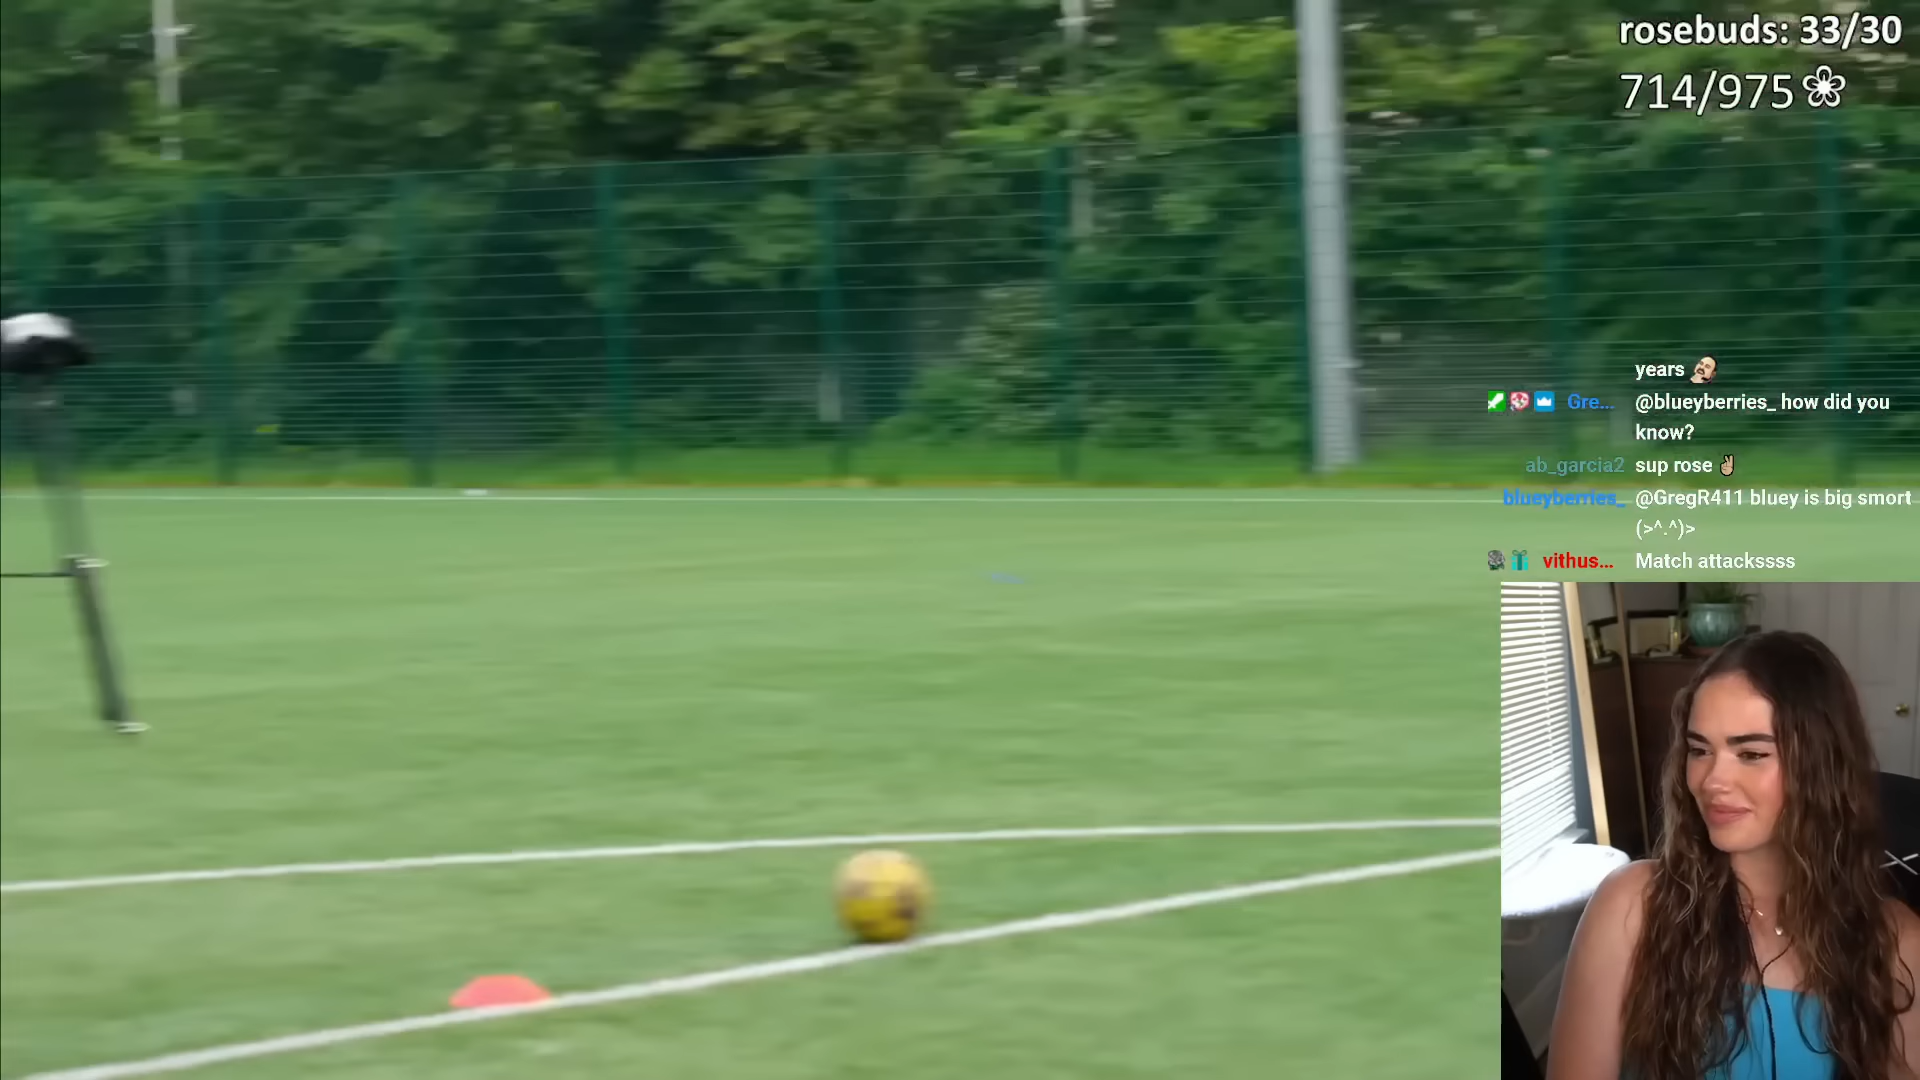 rosebuds: 33/30
714/975
years
Gre... @blueyberries_ how did you
know?
ab_garcia2 sup rose
blueyberries_ @GregR411 bluey is big smort
(>^.^)>
vithus... Match attackssss